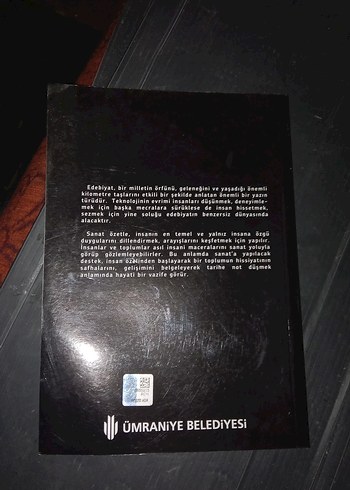 Edebiyat, bir milletin örfünü, geleneğini ve yaşadığı önemli
kilometre taşlarını etkili bir şekilde anlatan önemli bir yazın
türüdür. Teknolojinin evrimi insanları düşünmek, deneyimle-
mek için başka mecralara sürüklese de insan hissetmek,
sezmek için yine soluğu edebiyatın benzersiz dünyasında
alacaktır.
Sanat özetle, insanın en temel ve yalnız insana özgü
duygularını dillendirmek, arayışlarını keşfetmek için yapılır.
İnsanlar ve toplumlar asıl insani maceralarını sanat yoluyla
görüp gözlemleyebilirler. Bu anlamda sanat'a yapılacak
destek, insan özelinden başlayarak bir toplumun hissiyatının
safhalarını, gelişimini belgeleyerek tarihe not düşmek
anlamında hayati bir vazife görür.
ÜMRANİYE BELEDİYESİ